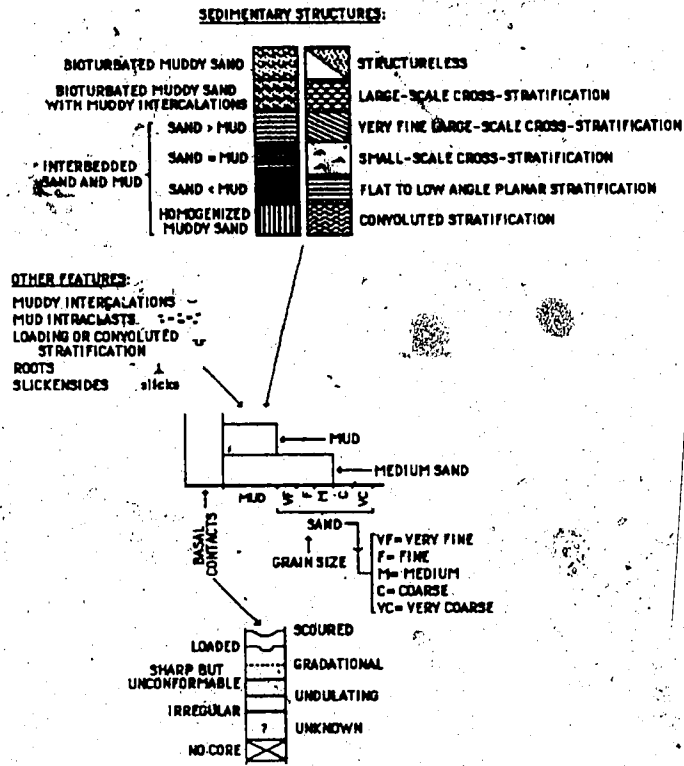 SEDIMENTARY STRUCTURES:
BIOTURBATED MUDDY SAND
STRUCTURELESS
BIOTURBATED MUDDY SAND
WITH MUDDY INTERCALATIONS
LARGE-SCALE CROSS-STRATIFICATION
SAND > MUD
VERY FINE LARGE-SCALE CROSS-STRATIFICATION
INTERBEDDED
SAND AND MUD
SAND = MUD
SMALL-SCALE CROSS-STRATIFICATION
SAND < MUD
FLAT TO LOW ANGLE PLANAR STRATIFICATION
HOMOGENIZED
MUDDY SAND
CONVOLUTED STRATIFICATION
OTHER FEATURES:
MUDDY INTERCALATIONS
MUD INTRACLASTS
LOADING OR CONVOLUTED
STRATIFICATION
ROOTS
SLICKENSIDES slicks
MUD
MEDIUM SAND
MUD VF F M C VC
SAND
GRAIN SIZE
VF= VERY FINE
F= FINE
M= MEDIUM
C= COARSE
VC= VERY COARSE
BASAL
CONTACTS
SCOURED
LOADED
GRADATIONAL
SHARP BUT
UNCONFORMABLE
UNDULATING
IRREGULAR
? UNKNOWN
NO CORE